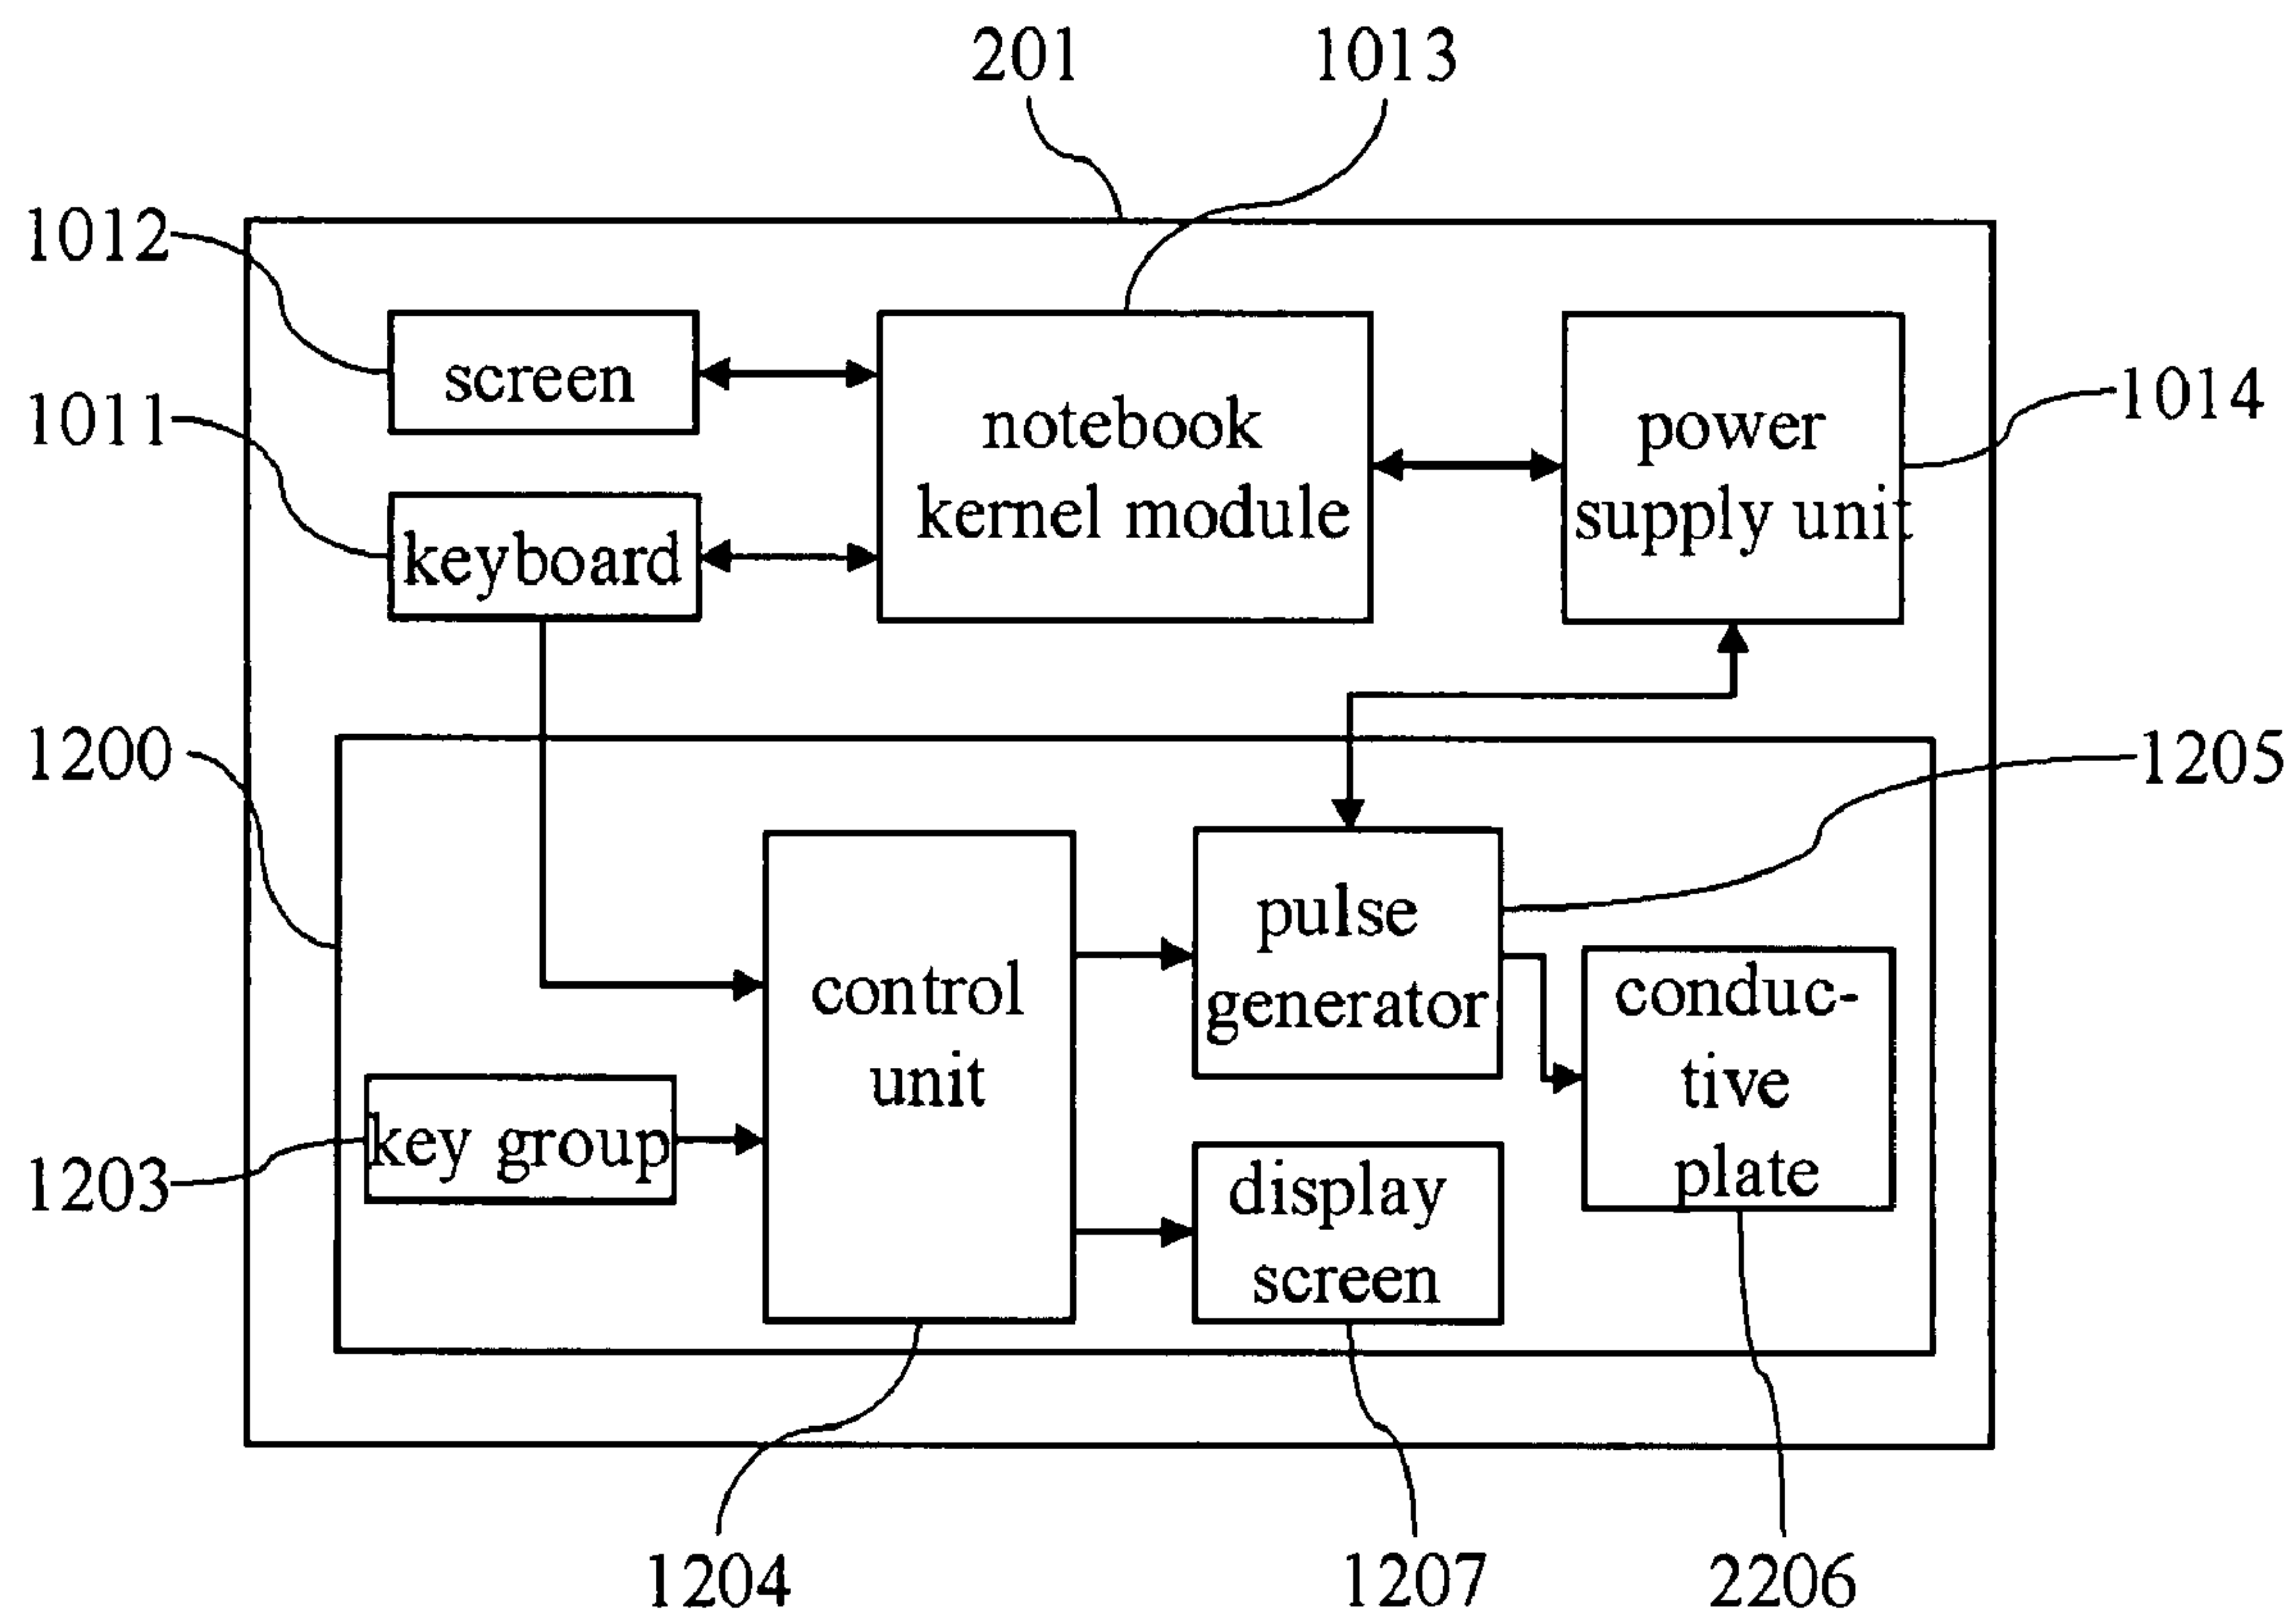 201
1013
1012
screen
1011
keyboard
notebook
kernel module
power
supply unit
1014
1200
1205
control
unit
pulse
generator
conduc-
tive
plate
key group
1203
display
screen
1204
1207
2206